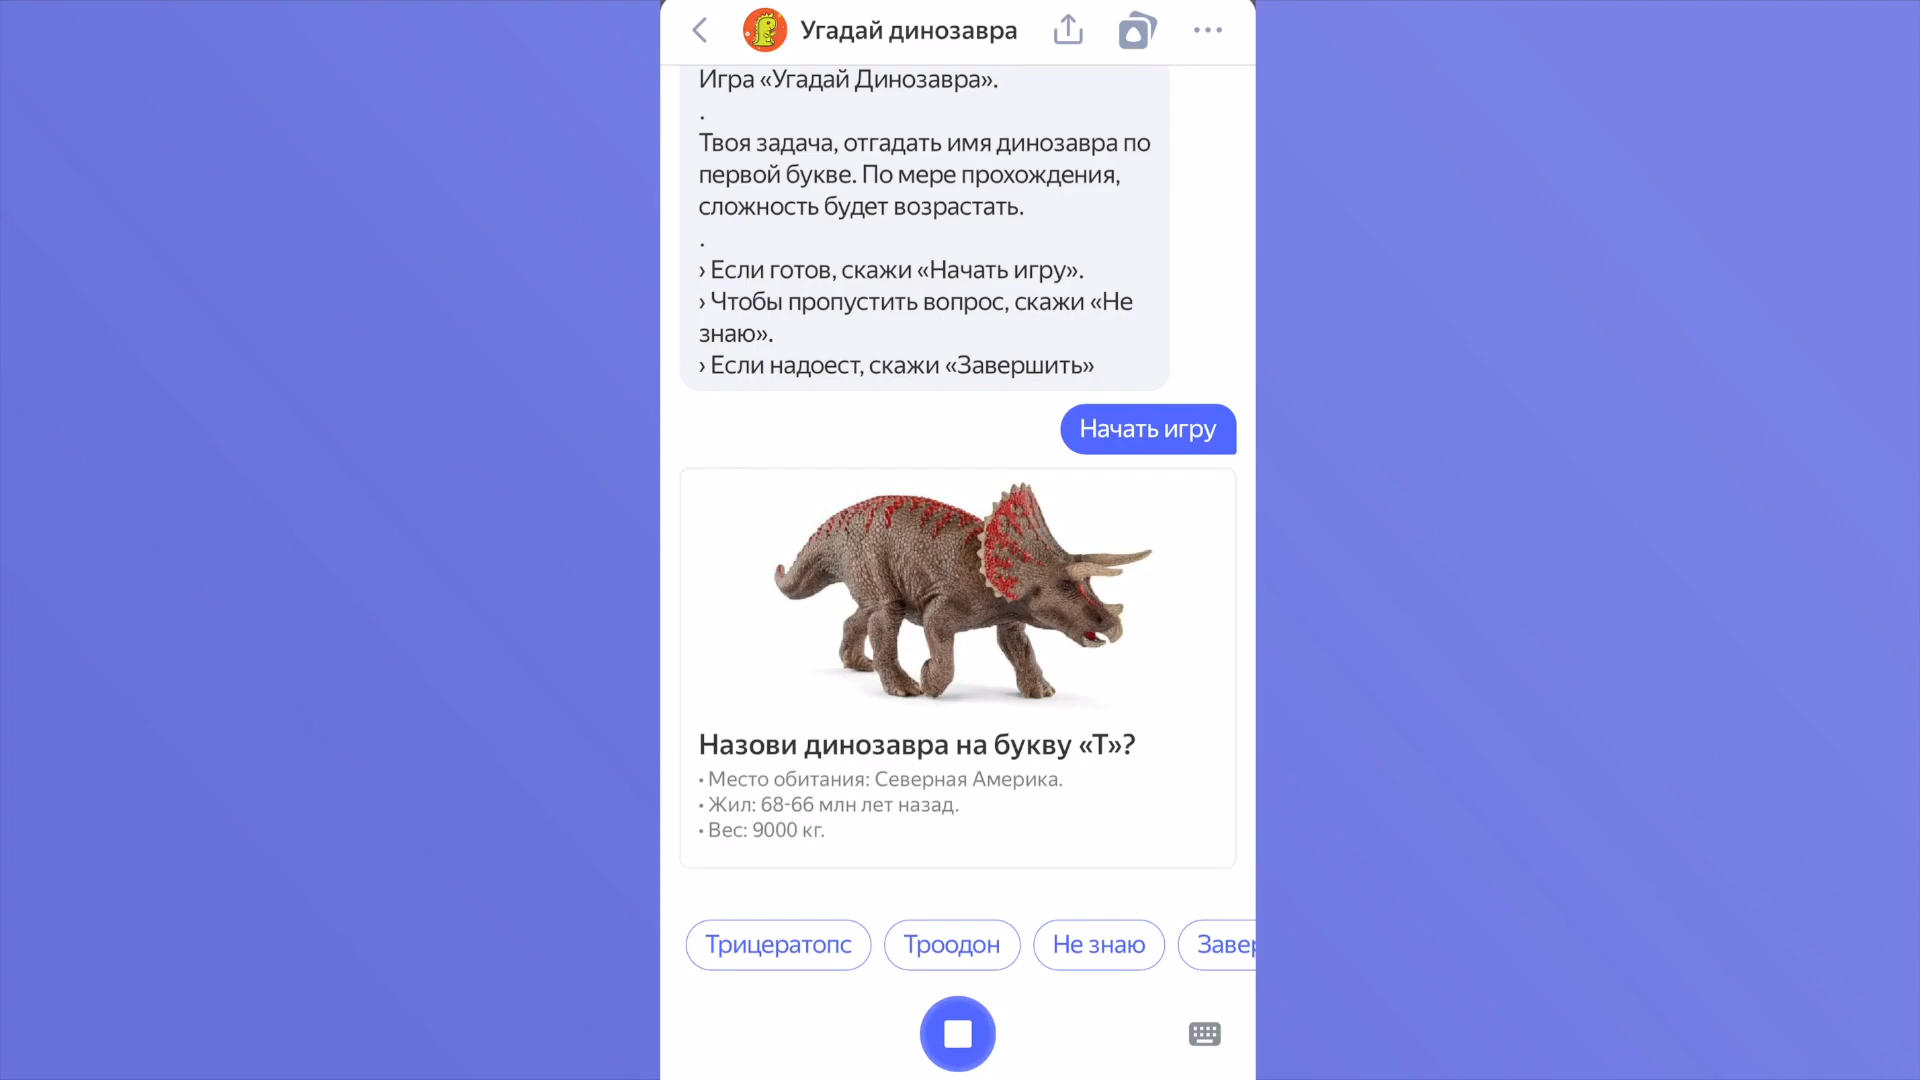 Угадай динозавра
Игра «Угадай Динозавра».
.
Твоя задача, отгадать имя динозавра по
первой букве. По мере прохождения,
сложность будет возрастать.
.
› Если готов, скажи «Начать игру».
› Чтобы пропустить вопрос, скажи «Не
знаю».
› Если надоест, скажи «Завершить»
Начать игру
Назови динозавра на букву «Т»?
• Место обитания: Северная Америка.
• Жил: 68-66 млн лет назад.
• Вес: 9000 кг.
Трицератопс
Троодон
Не знаю
Завер